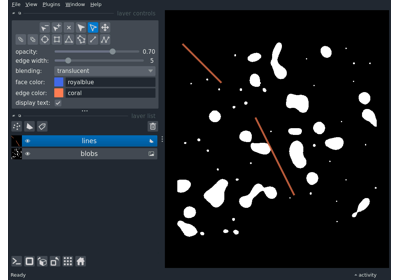 File View Plugins Window Help
layer controls
opacity: 0.70
edge width: 5
blending: translucent
face color: royalblue
edge color: coral
display text:
layer list
lines
blobs
Ready
activity